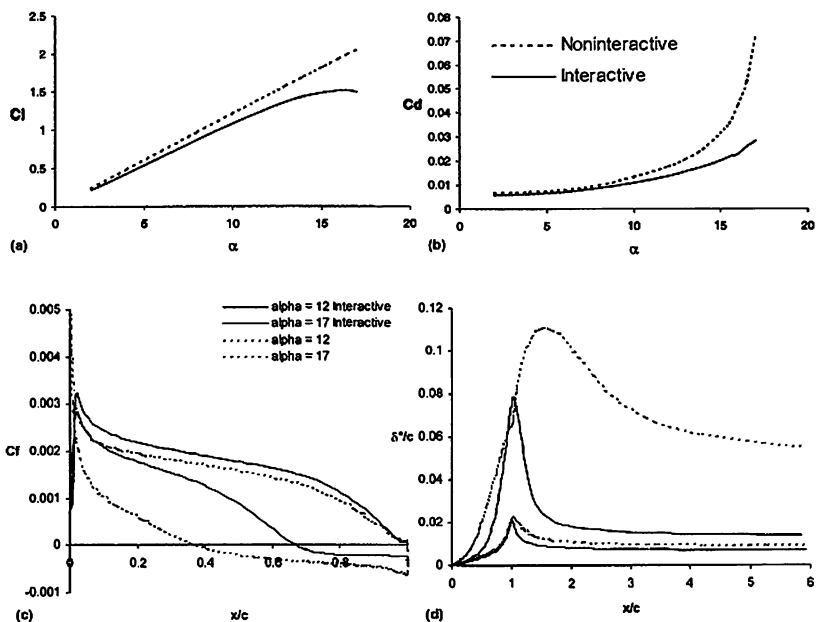 2.5
2
1.5
Cl
1
0.5
0
0 5 10 15 20
(a) α
0.08
0.07
0.06
0.05
Cd
0.04
0.03
0.02
0.01
0
0 5 10 15 20
(b) α
Noninteractive
Interactive
0.005
0.004
0.003
Cf
0.002
0.001
0
-0.001
0.2 0.4 0.6 0.8 1
(c) x/c
alpha = 12 Interactive
alpha = 17 Interactive
alpha = 12
alpha = 17
0.12
0.1
0.08
δ*/c
0.06
0.04
0.02
0
0 1 2 3 4 5 6
(d) x/c